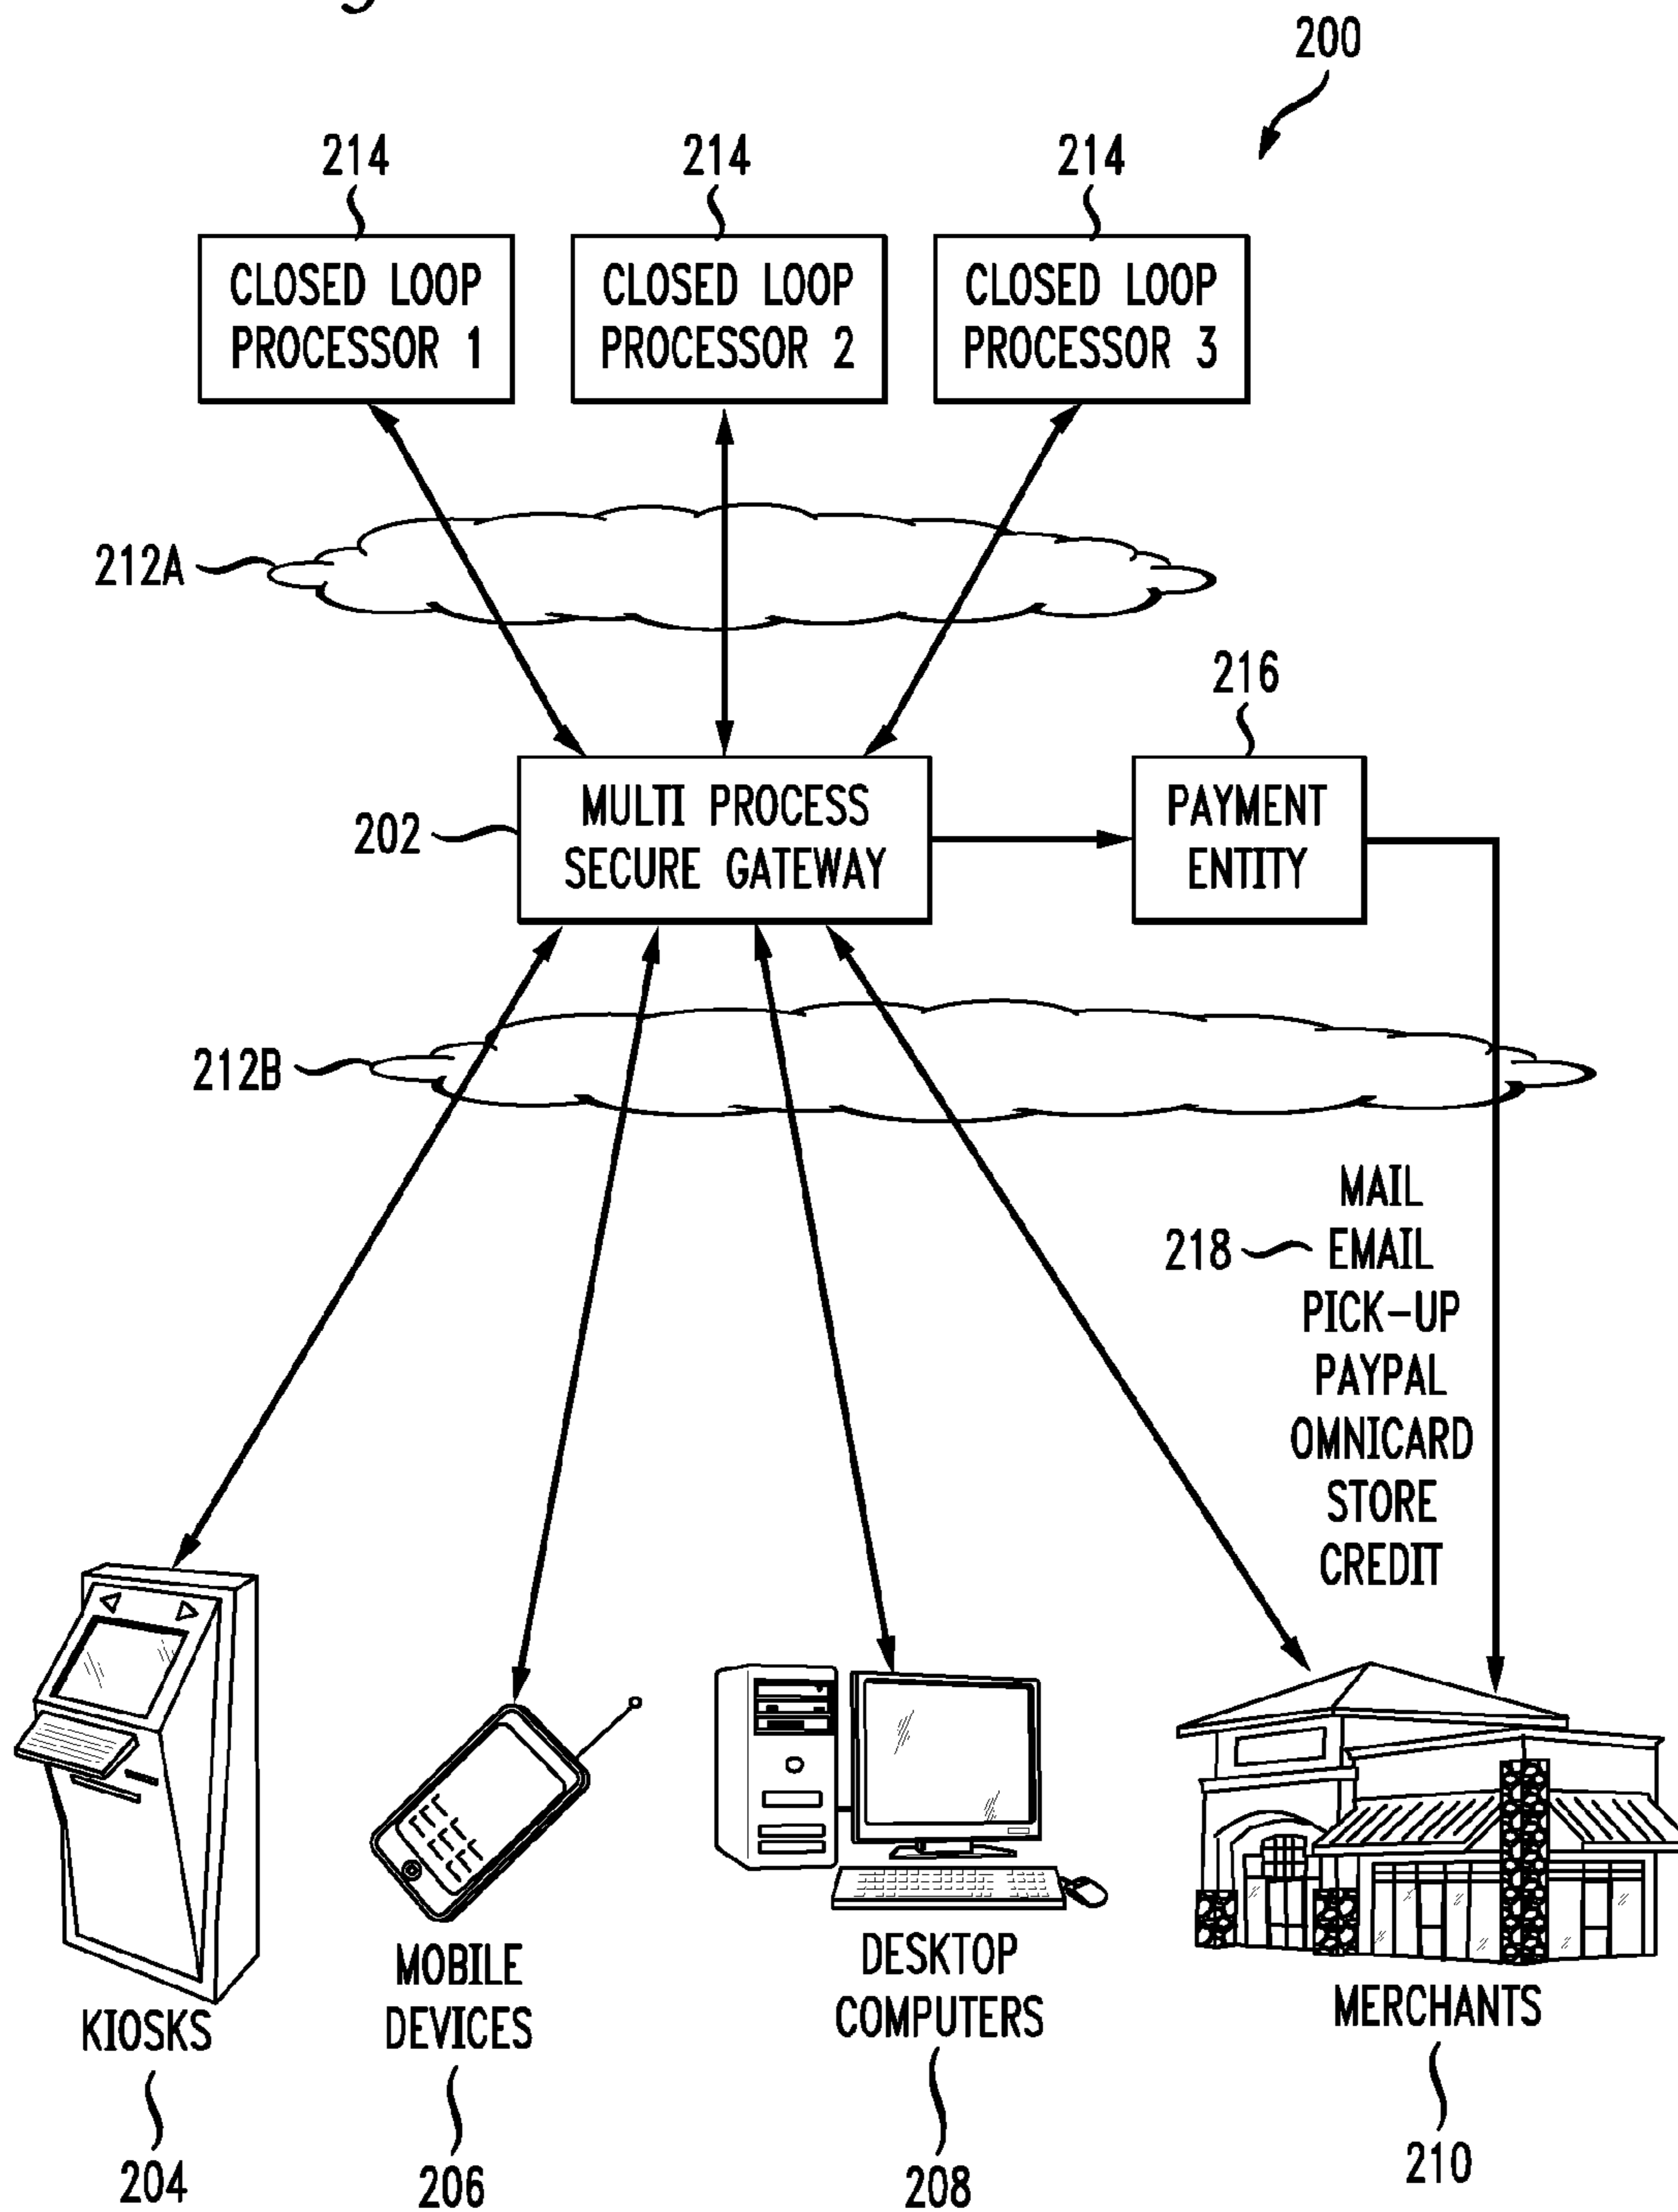 200
214
214
214
CLOSED LOOP
PROCESSOR 1
CLOSED LOOP
PROCESSOR 2
CLOSED LOOP
PROCESSOR 3
212A
216
202
MULTI PROCESS
SECURE GATEWAY
PAYMENT
ENTITY
212B
218
MAIL
EMAIL
PICK-UP
PAYPAL
OMNICARD
STORE
CREDIT
KIOSKS
204
MOBILE
DEVICES
206
DESKTOP
COMPUTERS
208
MERCHANTS
210